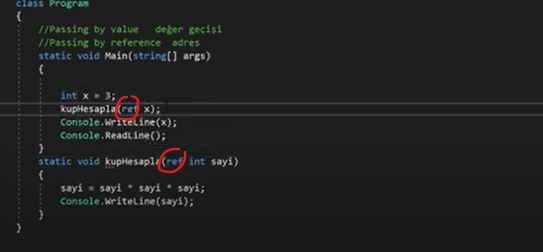 class Program
{
//Passing by value değer geçisi
//Passing by reference adres
static void Main(string[] args)
{
int x = 3;
kupHesapla(ref x);
Console.WriteLine(x);
Console.ReadLine();
}
static void kupHesapla(ref int sayi)
{
sayi = sayi * sayi * sayi;
Console.WriteLine(sayi);
}
}